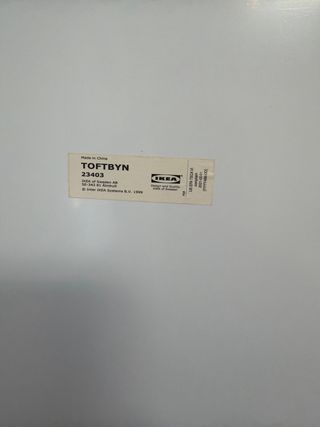 Made in China
TOFTBYN
23403
IKEA of Sweden AB
SE-343 81 Älmhult
© Inter IKEA Systems B.V. 1999
IKEA
Design and Quality
IKEA of Sweden